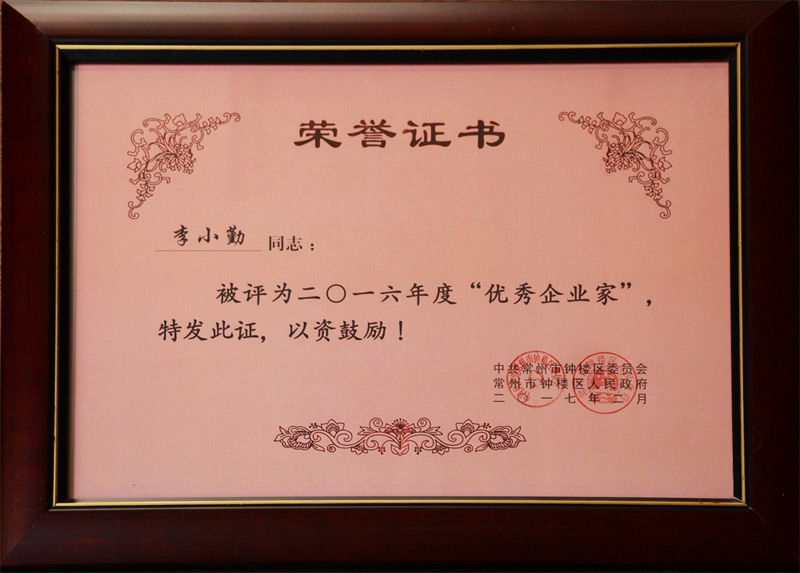 荣誉证书
李小勤 同志：
被评为二〇一六年度“优秀企业家”，
特发此证，以资鼓励！
中共常州市钟楼区委员会
常州市钟楼区人民政府
二〇一七年二月